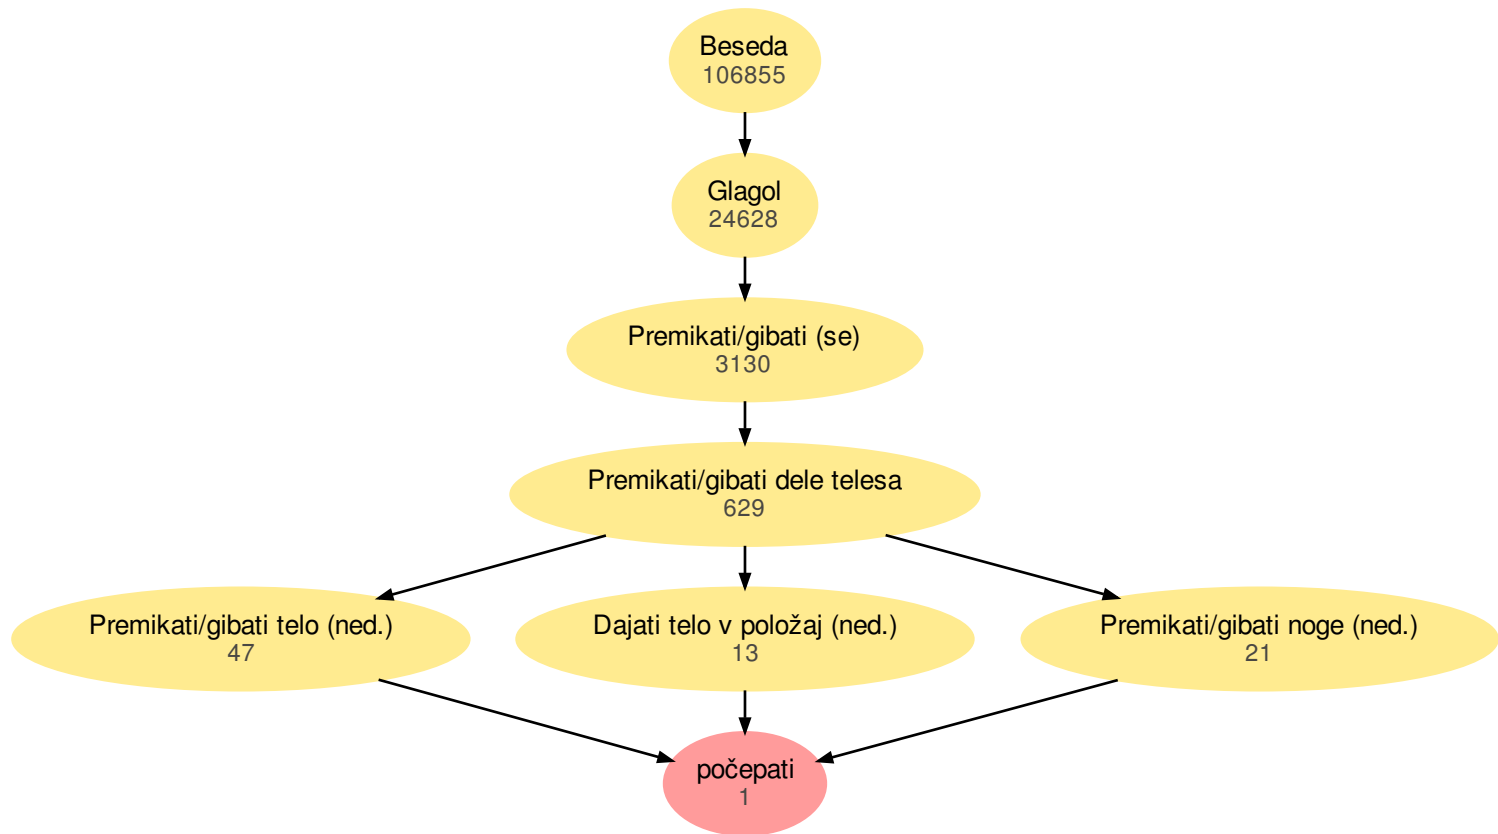 Beseda
106855
Glagol
24628
Premikati/gibati (se)
3130
Premikati/gibati dele telesa
629
Premikati/gibati telo (ned.)
47
Dajati telo v položaj (ned.)
13
Premikati/gibati noge (ned.)
21
počepati
1